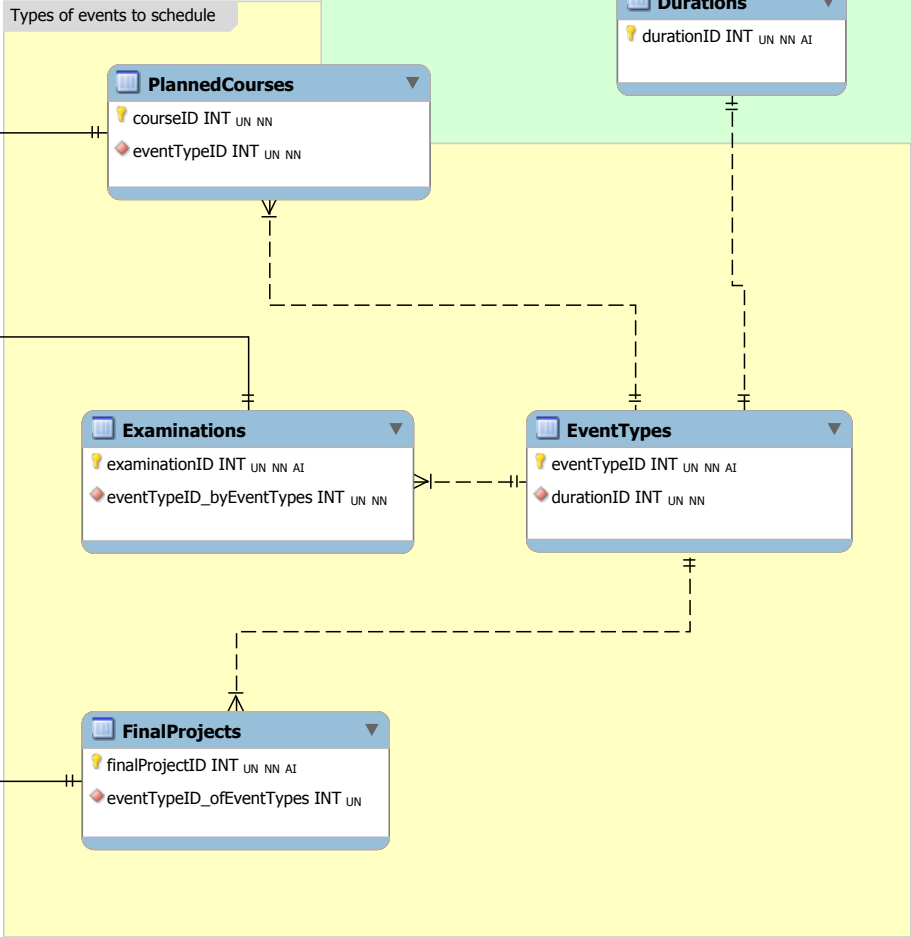 Types of events to schedule
Durations
durationID INT UN NN AI
PlannedCourses
courseID INT UN NN
eventTypeID INT UN NN
Examinations
examinationID INT UN NN AI
eventTypeID_byEventTypes INT UN NN
EventTypes
eventTypeID INT UN NN AI
durationID INT UN NN
FinalProjects
finalProjectID INT UN NN AI
eventTypeID_ofEventTypes INT UN